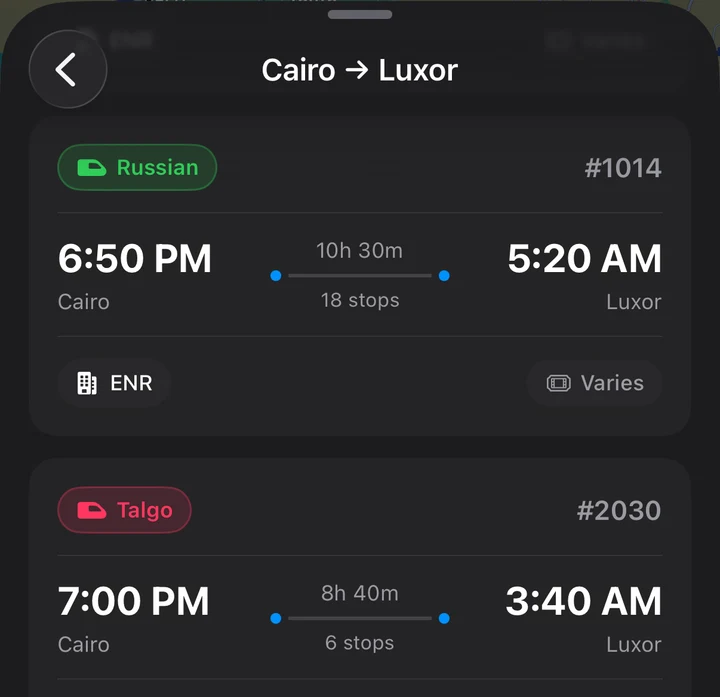 Cairo → Luxor
Russian
#1014
6:50 PM
10h 30m
5:20 AM
Cairo
18 stops
Luxor
ENR
Varies
Talgo
#2030
7:00 PM
8h 40m
3:40 AM
Cairo
6 stops
Luxor